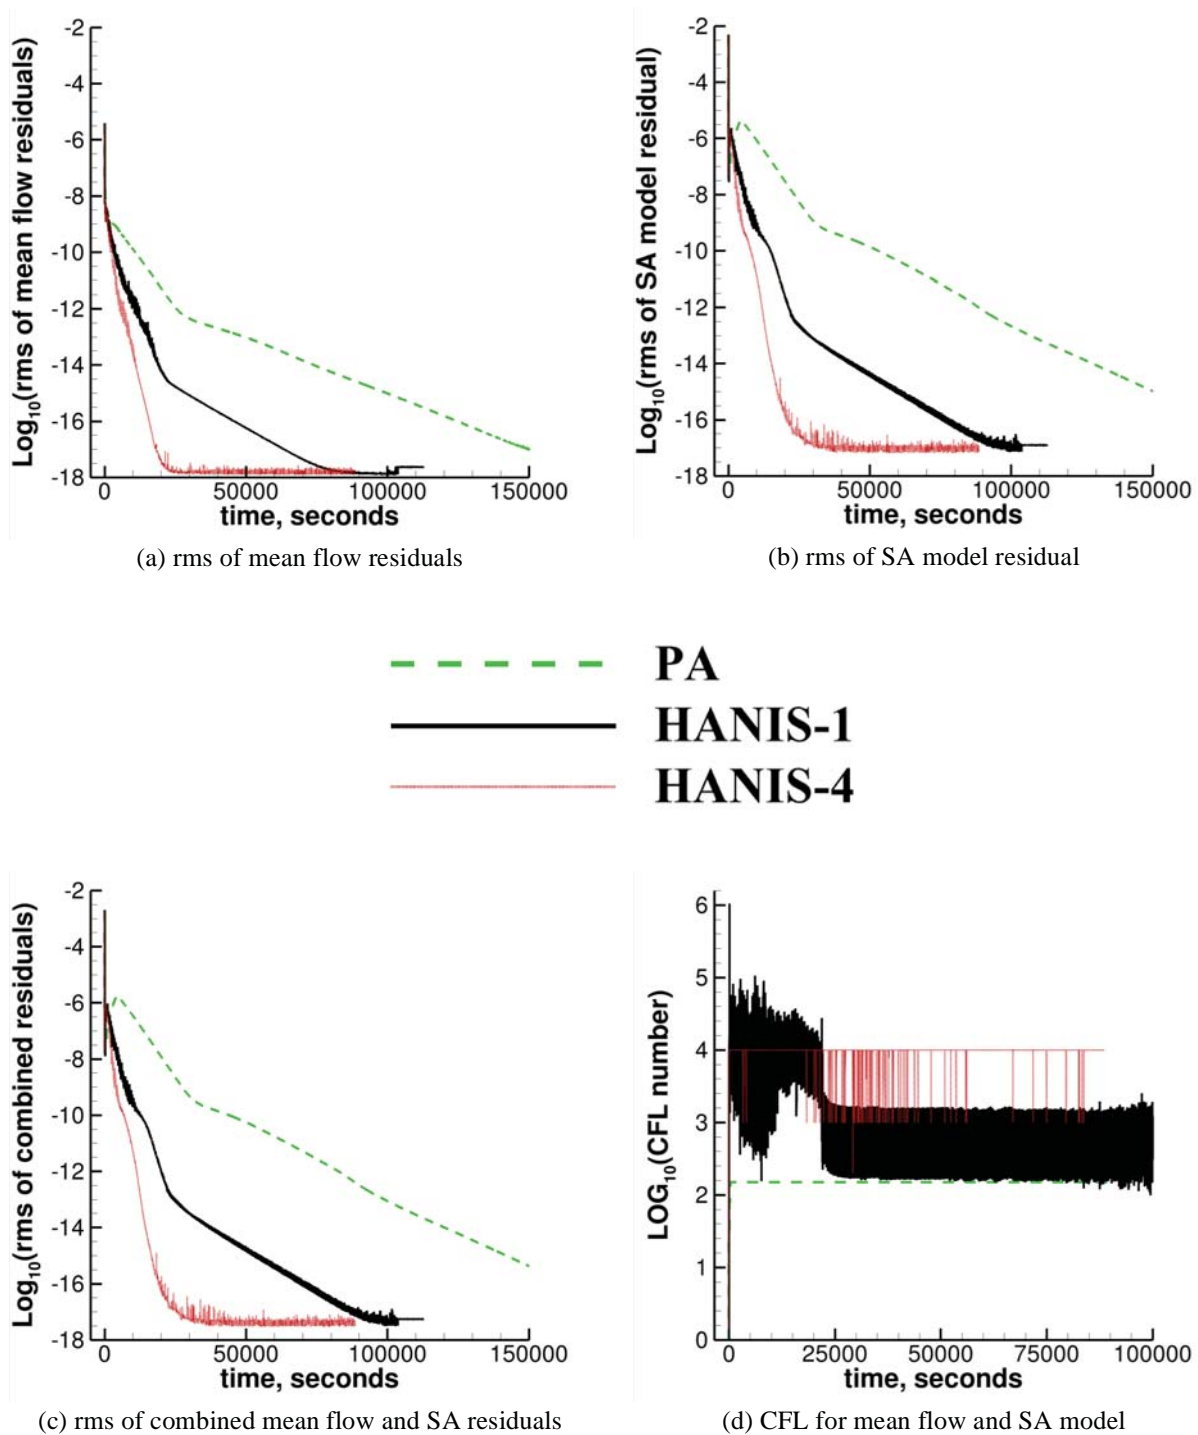 Log10(rms of mean flow residuals)
-2
-4
-6
-8
-10
-12
-14
-16
-18
0 50000 100000 150000
time, seconds
(a) rms of mean flow residuals
Log10(rms of SA model residual)
-2
-4
-6
-8
-10
-12
-14
-16
-18
0 50000 100000 150000
time, seconds
(b) rms of SA model residual
PA
HANIS-1
HANIS-4
Log10(rms of combined residuals)
-2
-4
-6
-8
-10
-12
-14
-16
-18
0 50000 100000 150000
time, seconds
(c) rms of combined mean flow and SA residuals
LOG10(CFL number)
6
5
4
3
2
1
0
0 25000 50000 75000 100000
time, seconds
(d) CFL for mean flow and SA model